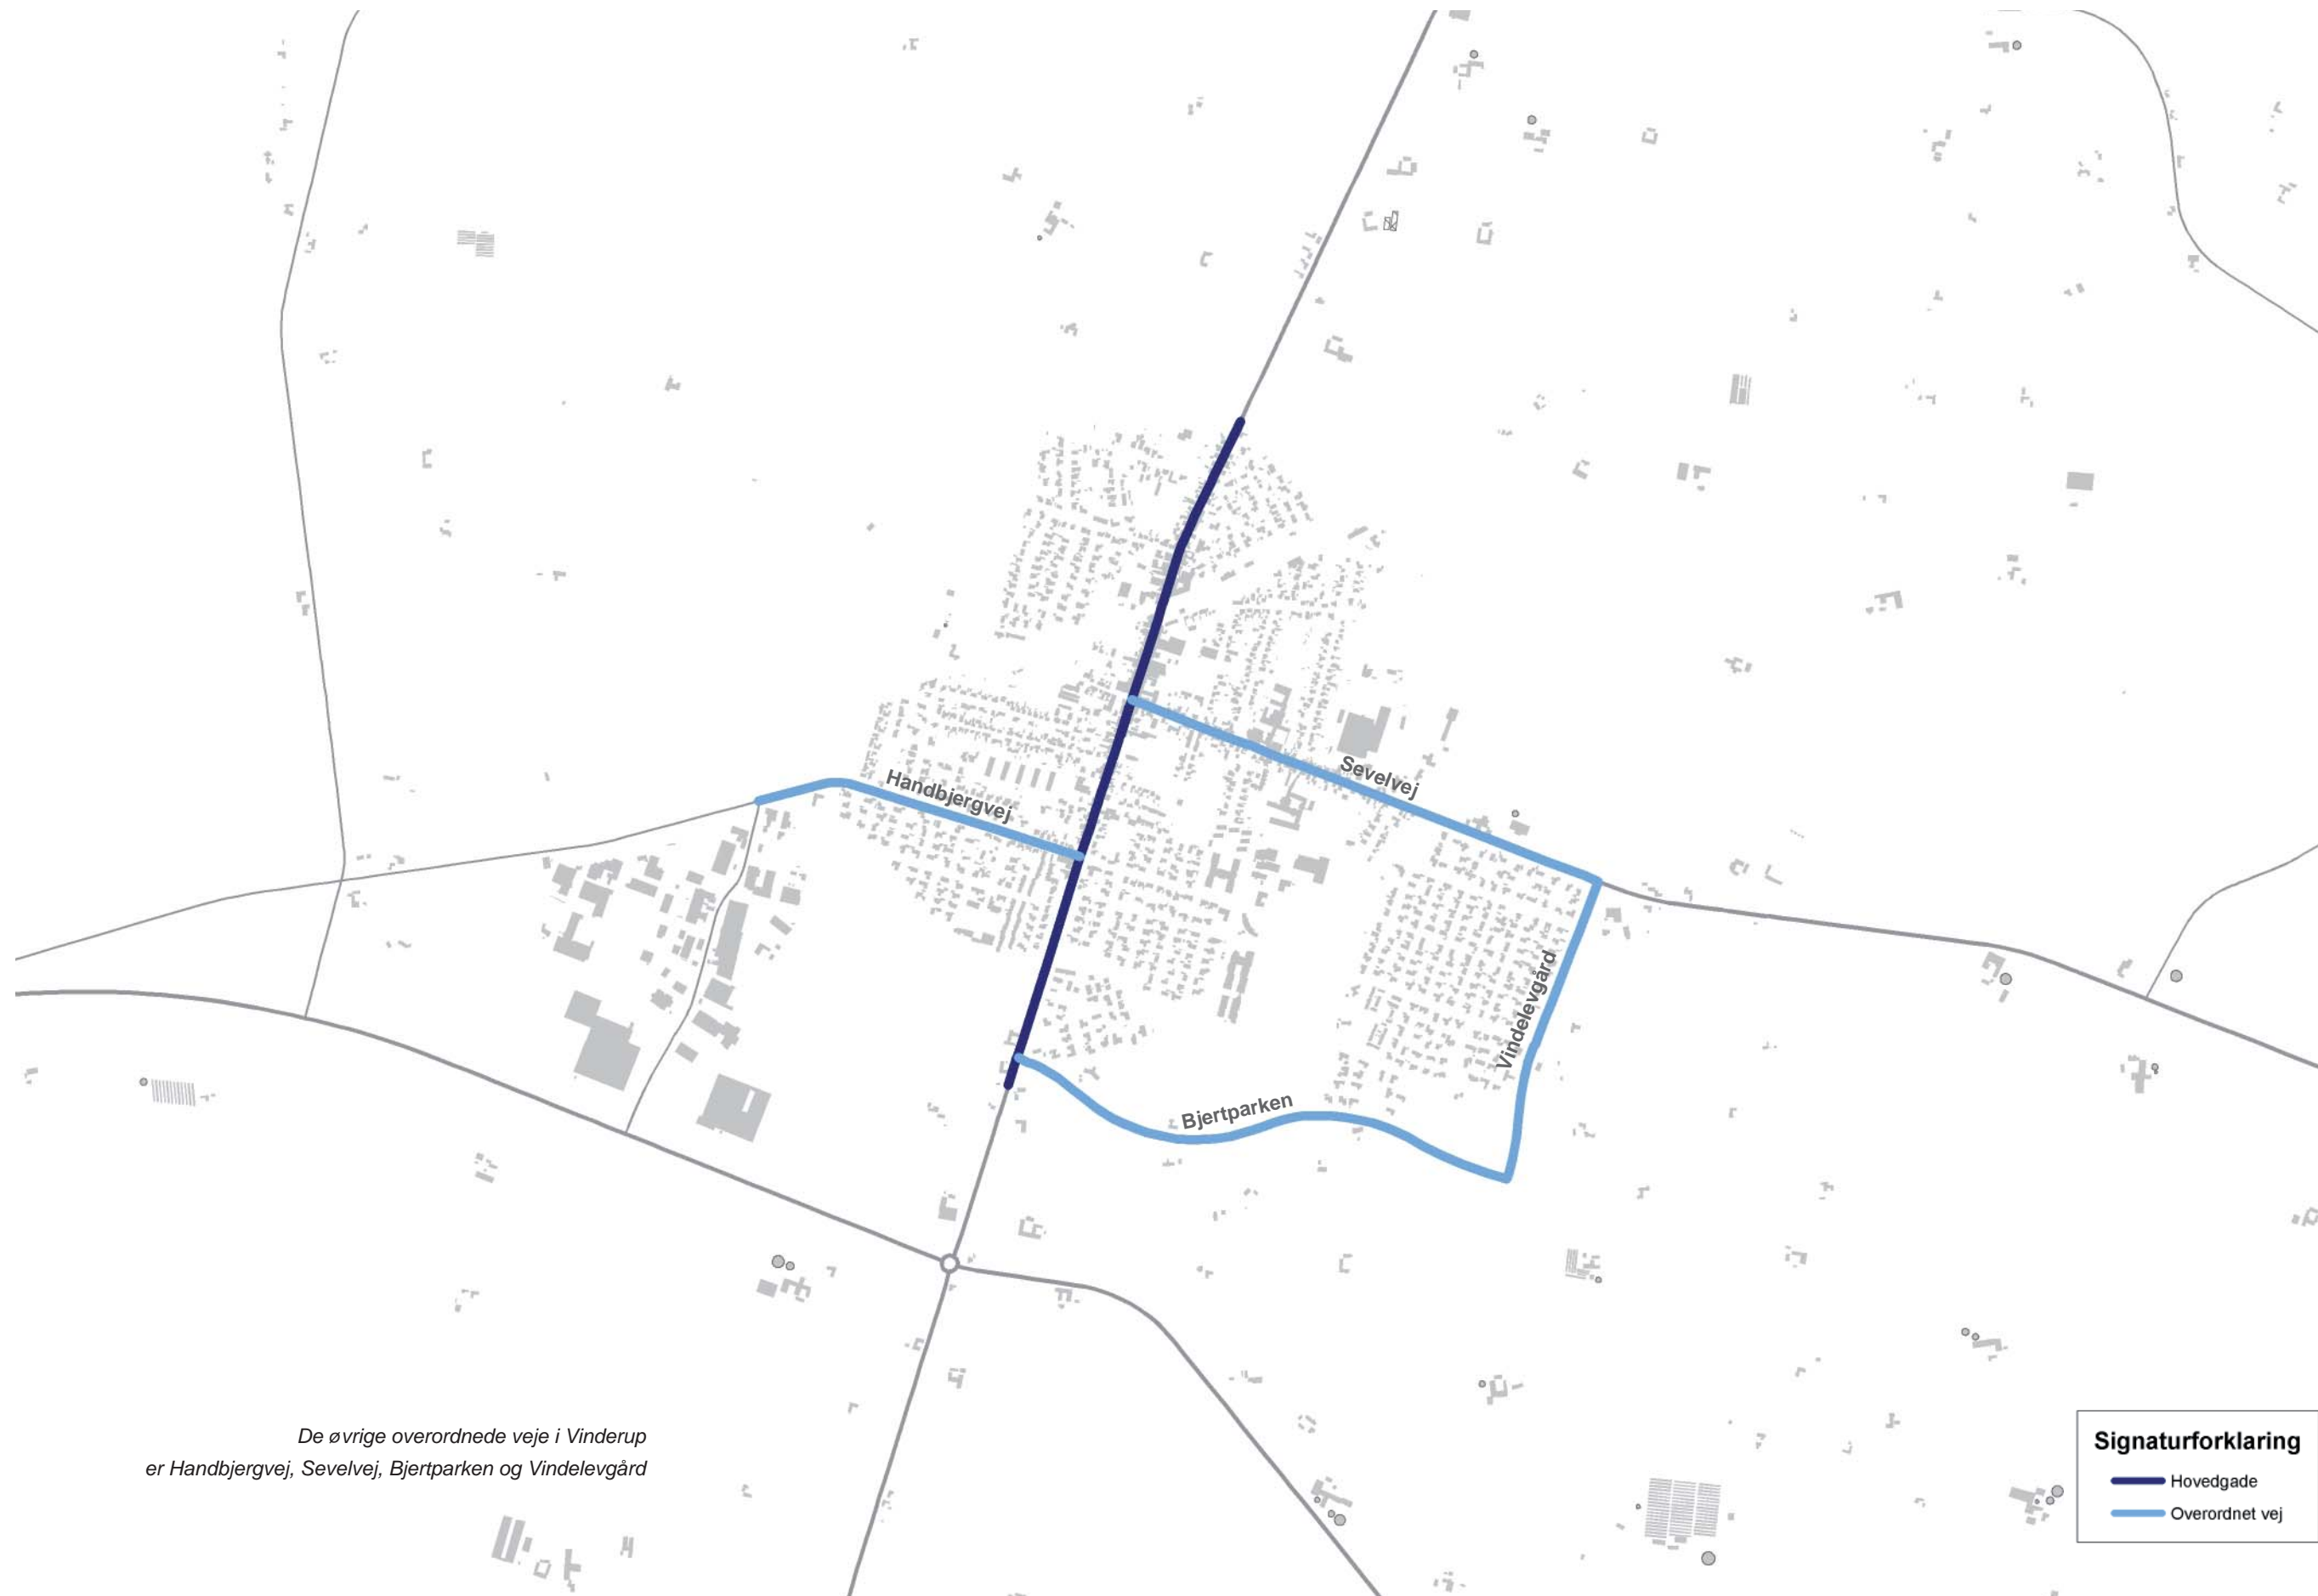 Handbjergvej
Sevelvej
Vindelevgård
Bjertparken
De øvrige overordnede veje i Vinderup
er Handbjergvej, Sevelvej, Bjertparken og Vindelevgård
Signaturforklaring
Hovedgade
Overordnet vej